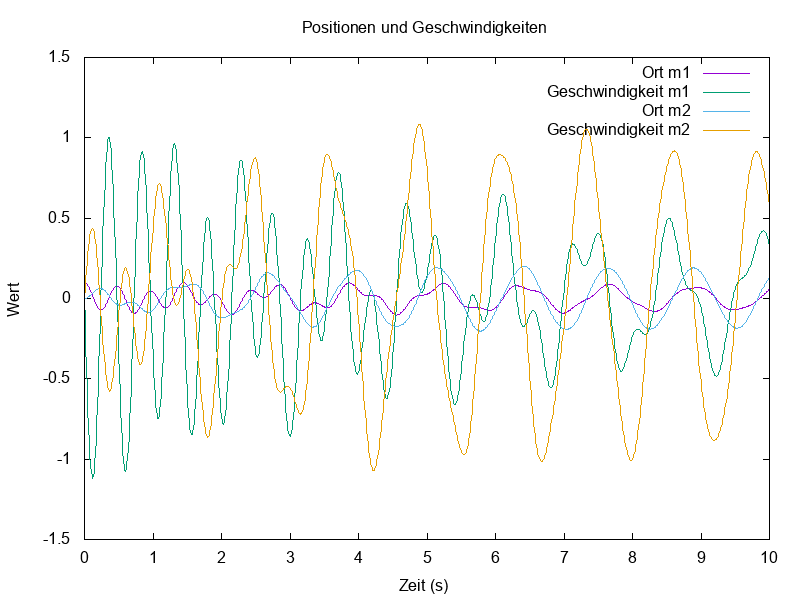 Positionen und Geschwindigkeiten
Ort m1
Geschwindigkeit m1
Ort m2
Geschwindigkeit m2
1.5
1
0.5
0
-0.5
-1
-1.5
Wert
0 1 2 3 4 5 6 7 8 9 10
Zeit (s)